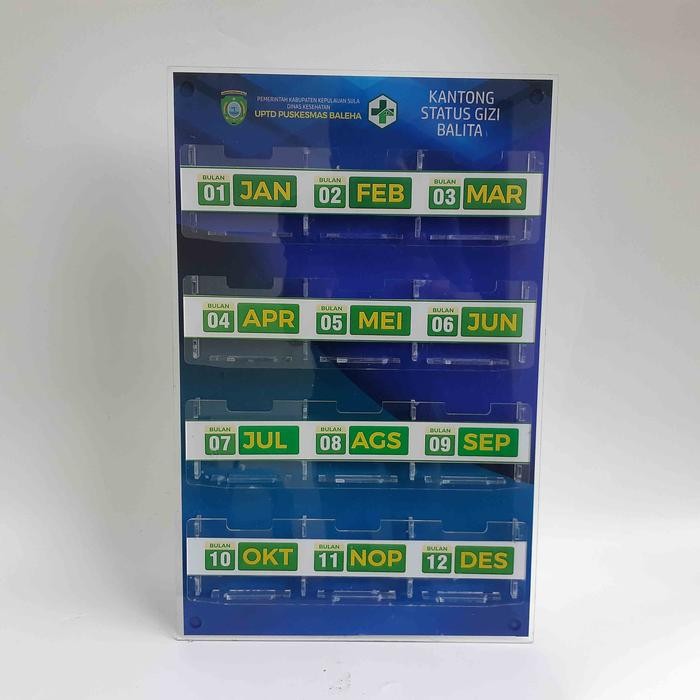 PEMERINTAH KABUPATEN KEPULAUAN SULA
DINAS KESEHATAN
UPTD PUSKESMAS BALEHA
KANTONG
STATUS GIZI
BALITA
BULAN
01 JAN
BULAN
02 FEB
BULAN
03 MAR
BULAN
04 APR
BULAN
05 MEI
BULAN
06 JUN
BULAN
07 JUL
BULAN
08 AGS
BULAN
09 SEP
BULAN
10 OKT
BULAN
11 NOP
BULAN
12 DES